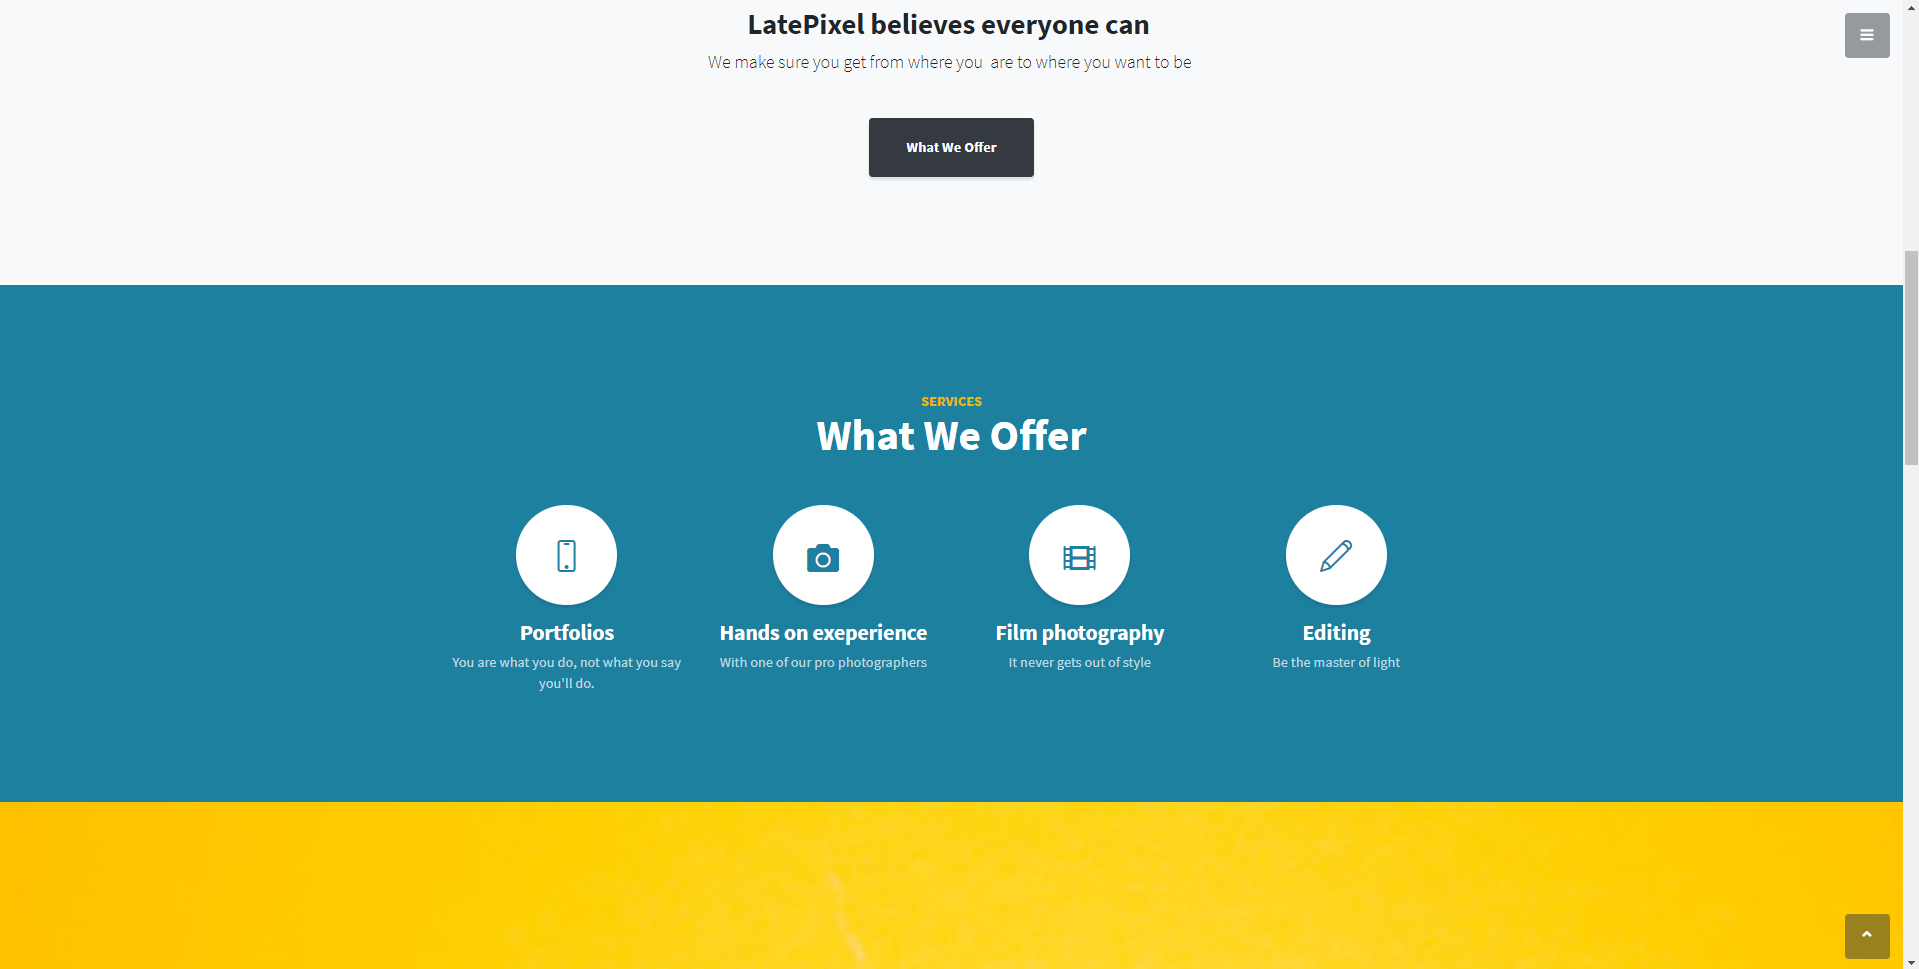 LatePixel believes everyone can
We make sure you get from where you  are to where you want to be
What We Offer
SERVICES
What We Offer
Portfolios
You are what you do, not what you say
you'll do.
Hands on exeperience
With one of our pro photographers
Film photography
It never gets out of style
Editing
Be the master of light